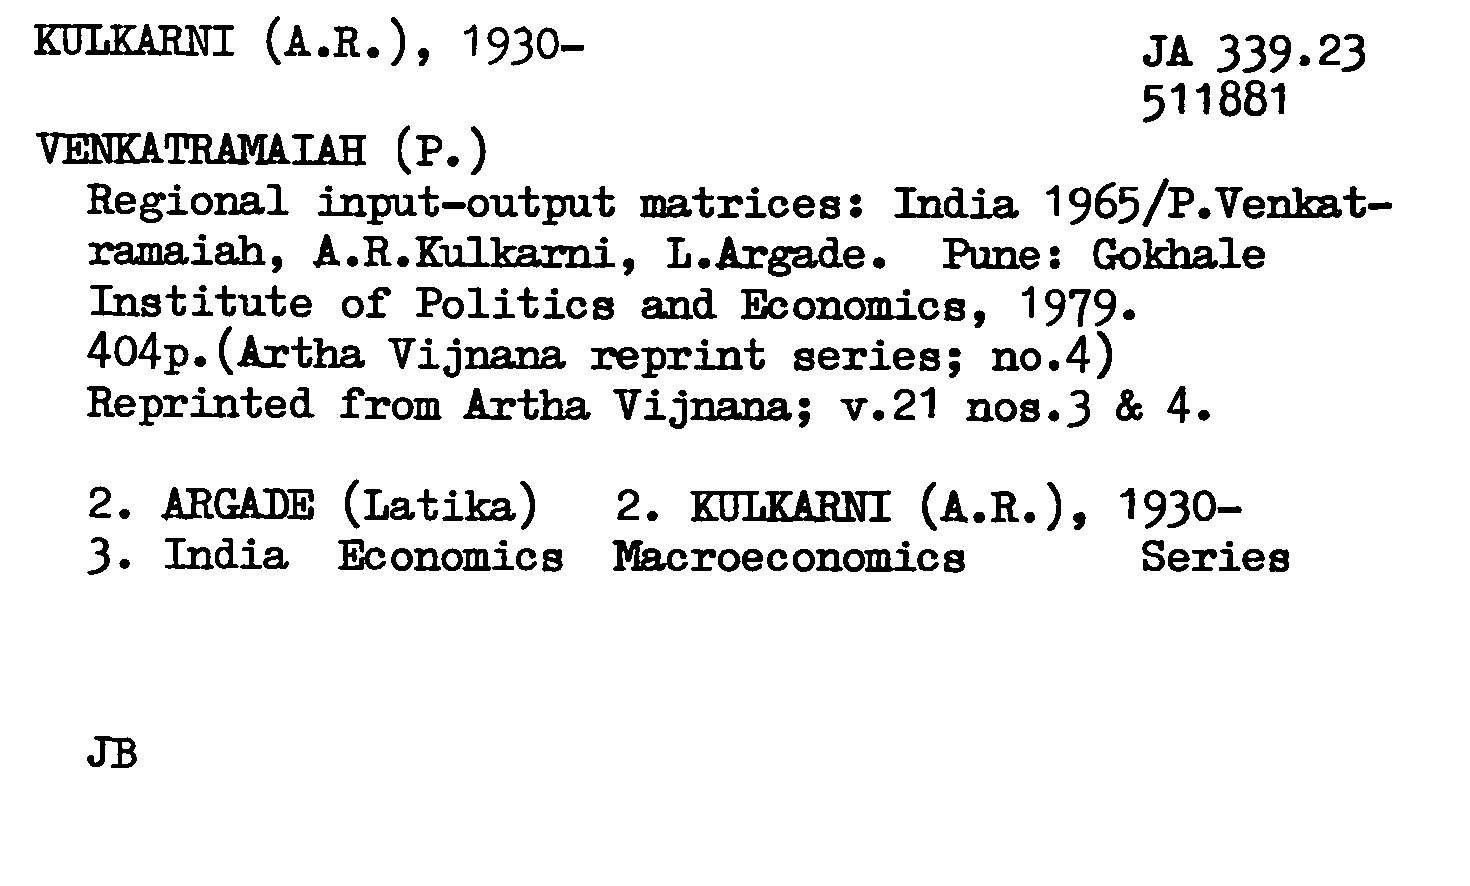 KULKARNI (A.R.), 1930-
JA 339.23
511881
VENKATRAMAIAH (P.)
Regional input-output matrices: India 1965/P.Venkat-
ramaiah, A.R.Kulkarni, L.Argade. Pune: Gokhale
Institute of Politics and Economics, 1979.
404p.(Artha Vijnana reprint series; no.4)
Reprinted from Artha Vijnana; v.21 nos.3 & 4.
2. ARGADE (Latika) 2. KULKARNI (A.R.), 1930-
3. India Economics Macroeconomics Series
JB